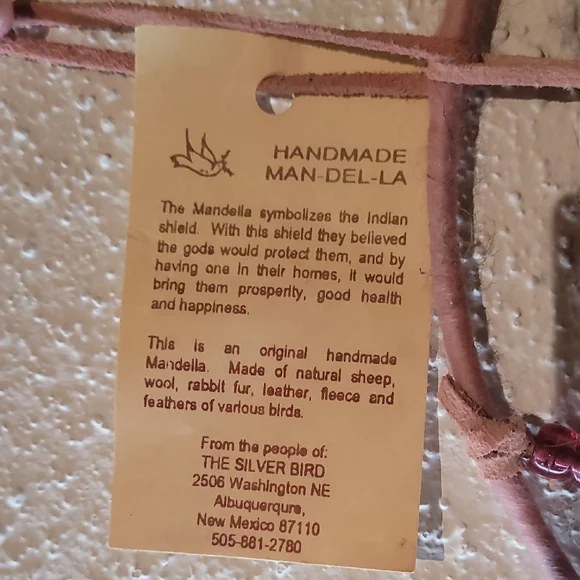 HANDMADE
MAN-DEL-LA
The Mandella symbolizes the Indian
shield. With this shield they believed
the gods would protect them, and by
having one in their homes, it would
bring them prosperity, good health
and happiness.
This is an original handmade
Mandella. Made of natural sheep,
wool, rabbit fur, leather, fleece and
feathers of various birds.
From the people of:
THE SILVER BIRD
2506 Washington NE
Albuquerqure,
New Mexico 87110
505-881-2780